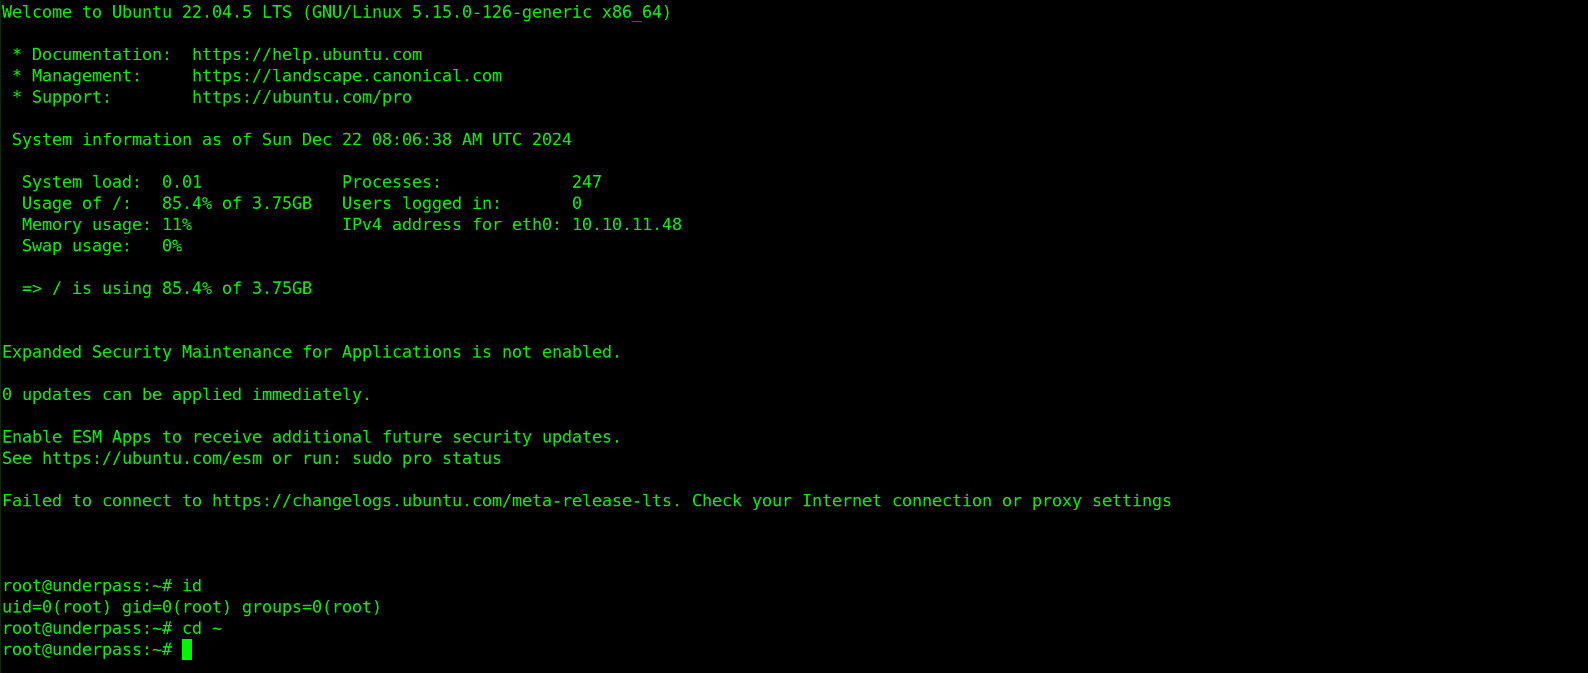 Welcome to Ubuntu 22.04.5 LTS (GNU/Linux 5.15.0-126-generic x86_64)
* Documentation:  https://help.ubuntu.com
* Management:     https://landscape.canonical.com
* Support:        https://ubuntu.com/pro
System information as of Sun Dec 22 08:06:38 AM UTC 2024
System load:  0.01              Processes:             247
Usage of /:   85.4% of 3.75GB   Users logged in:       0
Memory usage: 11%               IPv4 address for eth0: 10.10.11.48
Swap usage:   0%
=> / is using 85.4% of 3.75GB
Expanded Security Maintenance for Applications is not enabled.
0 updates can be applied immediately.
Enable ESM Apps to receive additional future security updates.
See https://ubuntu.com/esm or run: sudo pro status
Failed to connect to https://changelogs.ubuntu.com/meta-release-lts. Check your Internet connection or proxy settings
root@underpass:~# id
uid=0(root) gid=0(root) groups=0(root)
root@underpass:~# cd ~
root@underpass:~#